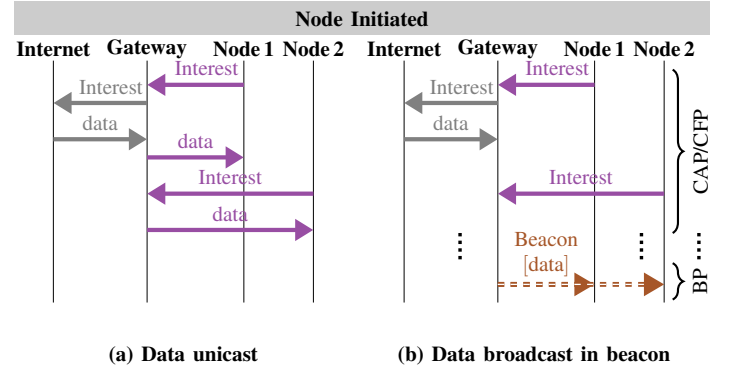 Node Initiated
Internet Gateway Node 1 Node 2
Interest
Interest
data
data
Interest
data
(a) Data unicast
Internet Gateway Node 1 Node 2
Interest
Interest
data
Interest
Beacon
[data]
CAP/CFP
BP
(b) Data broadcast in beacon